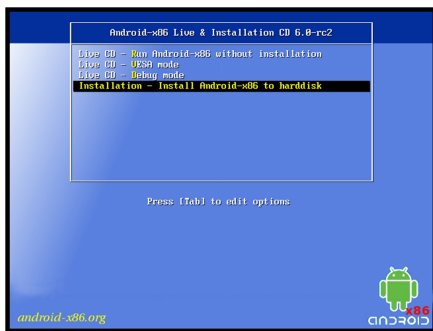 Android-x86 Live & Installation CD 6.0-rc2
Live CD - Run Android-x86 without installation
Live CD - VESA mode
Live CD - Debug mode
Installation - Install Android-x86 to harddisk
Press [Tab] to edit options
android-x86.org
x86
ANDROID